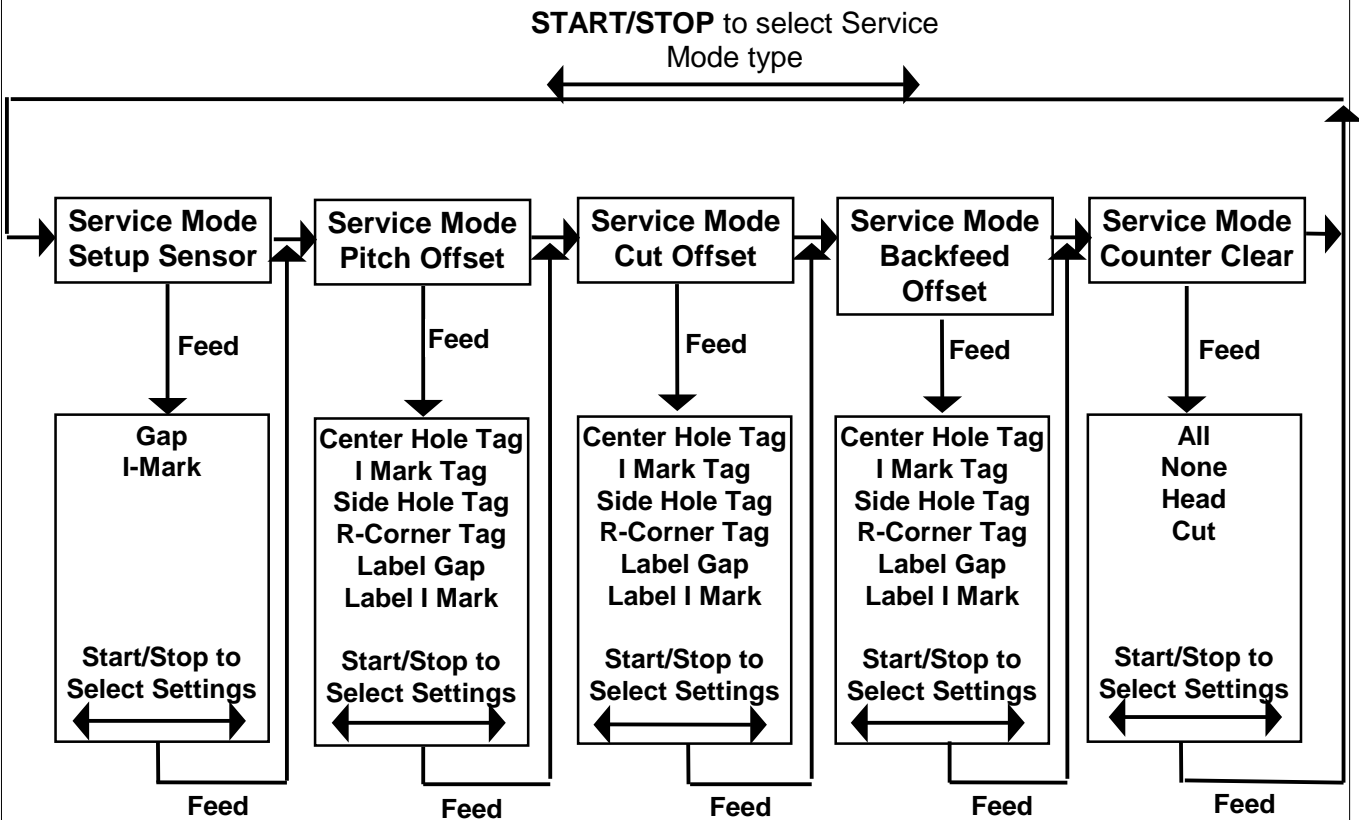 START/STOP to select Service
Mode type
Service Mode
Setup Sensor
Service Mode
Pitch Offset
Service Mode
Cut Offset
Service Mode
Backfeed
Offset
Service Mode
Counter Clear
Feed
Feed
Feed
Feed
Feed
Gap
I-Mark
Start/Stop to
Select Settings
Center Hole Tag
I Mark Tag
Side Hole Tag
R-Corner Tag
Label Gap
Label I Mark
Start/Stop to
Select Settings
Center Hole Tag
I Mark Tag
Side Hole Tag
R-Corner Tag
Label Gap
Label I Mark
Start/Stop to
Select Settings
Center Hole Tag
I Mark Tag
Side Hole Tag
R-Corner Tag
Label Gap
Label I Mark
Start/Stop to
Select Settings
All
None
Head
Cut
Start/Stop to
Select Settings
Feed
Feed
Feed
Feed
Feed